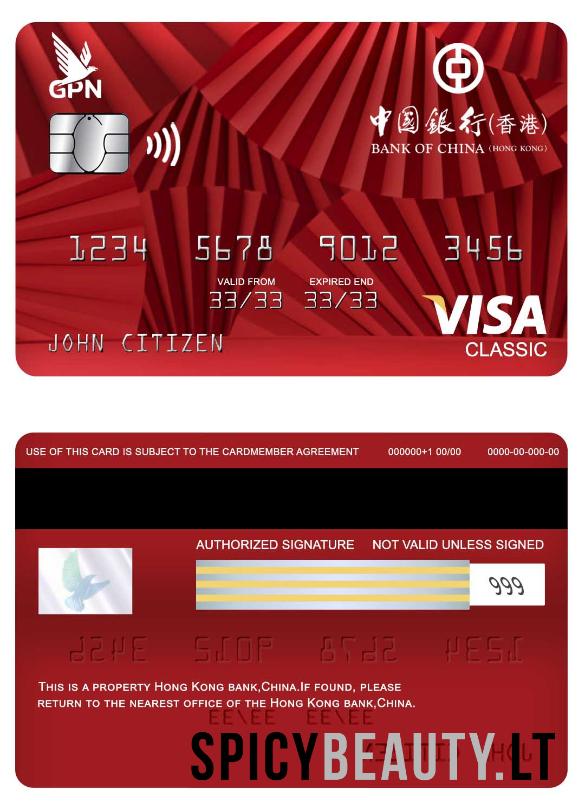 GPN
中國銀行(香港)
BANK OF CHINA (HONG KONG)
1234 5678 9012 3456
VALID FROM EXPIRED END
33/33 33/33
JOHN CITIZEN
VISA
CLASSIC
USE OF THIS CARD IS SUBJECT TO THE CARDMEMBER AGREEMENT 000000+1 00/00 0000-00-000-00
AUTHORIZED SIGNATURE NOT VALID UNLESS SIGNED
999
THIS IS A PROPERTY HONG KONG BANK,CHINA.IF FOUND, PLEASE
RETURN TO THE NEAREST OFFICE OF THE HONG KONG BANK,CHINA.
SPICYBEAUTY.LT